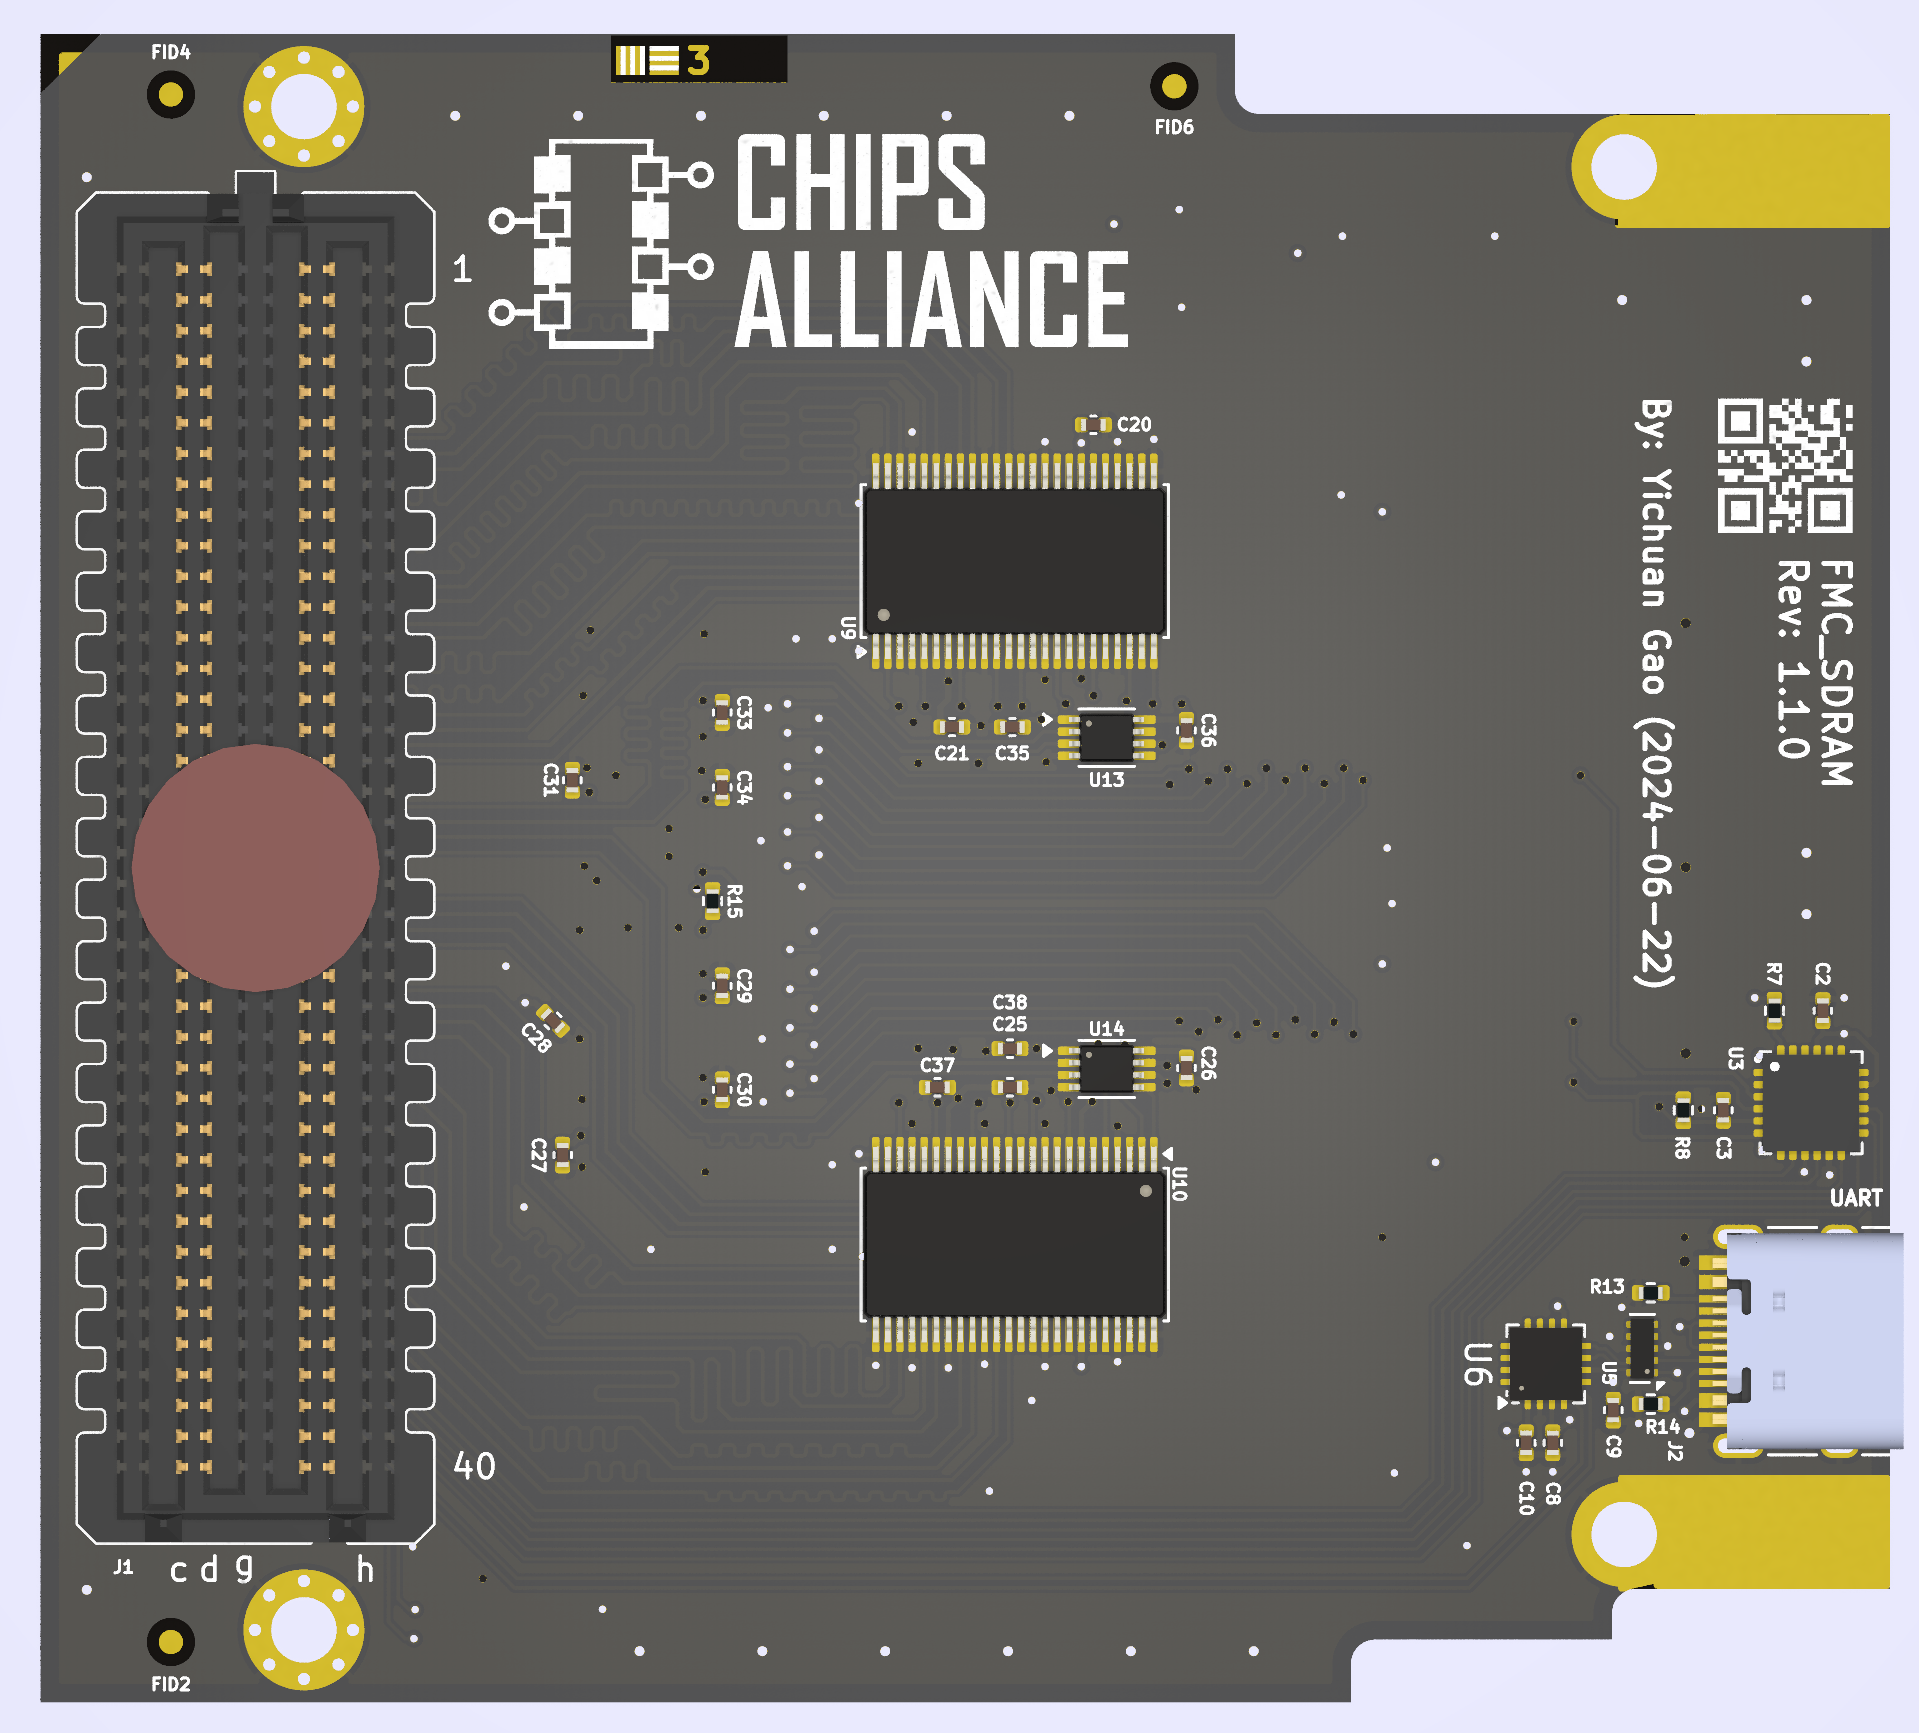 FID4
3
FID6
CHIPS
ALLIANCE
1
C20
By: Yichuan Gao (2024-06-22)
FMC_SDRAM
Rev: 1.1.0
U9
C33
C21
C35
C36
U13
C31
C34
R15
C29
C38
C25
U14
C28
C37
C26
C30
R7
C2
U3
R8
C3
C27
U10
UART
R13
U6
U5
R14
J2
C9
C10
C8
40
J1
c d g h
FID2